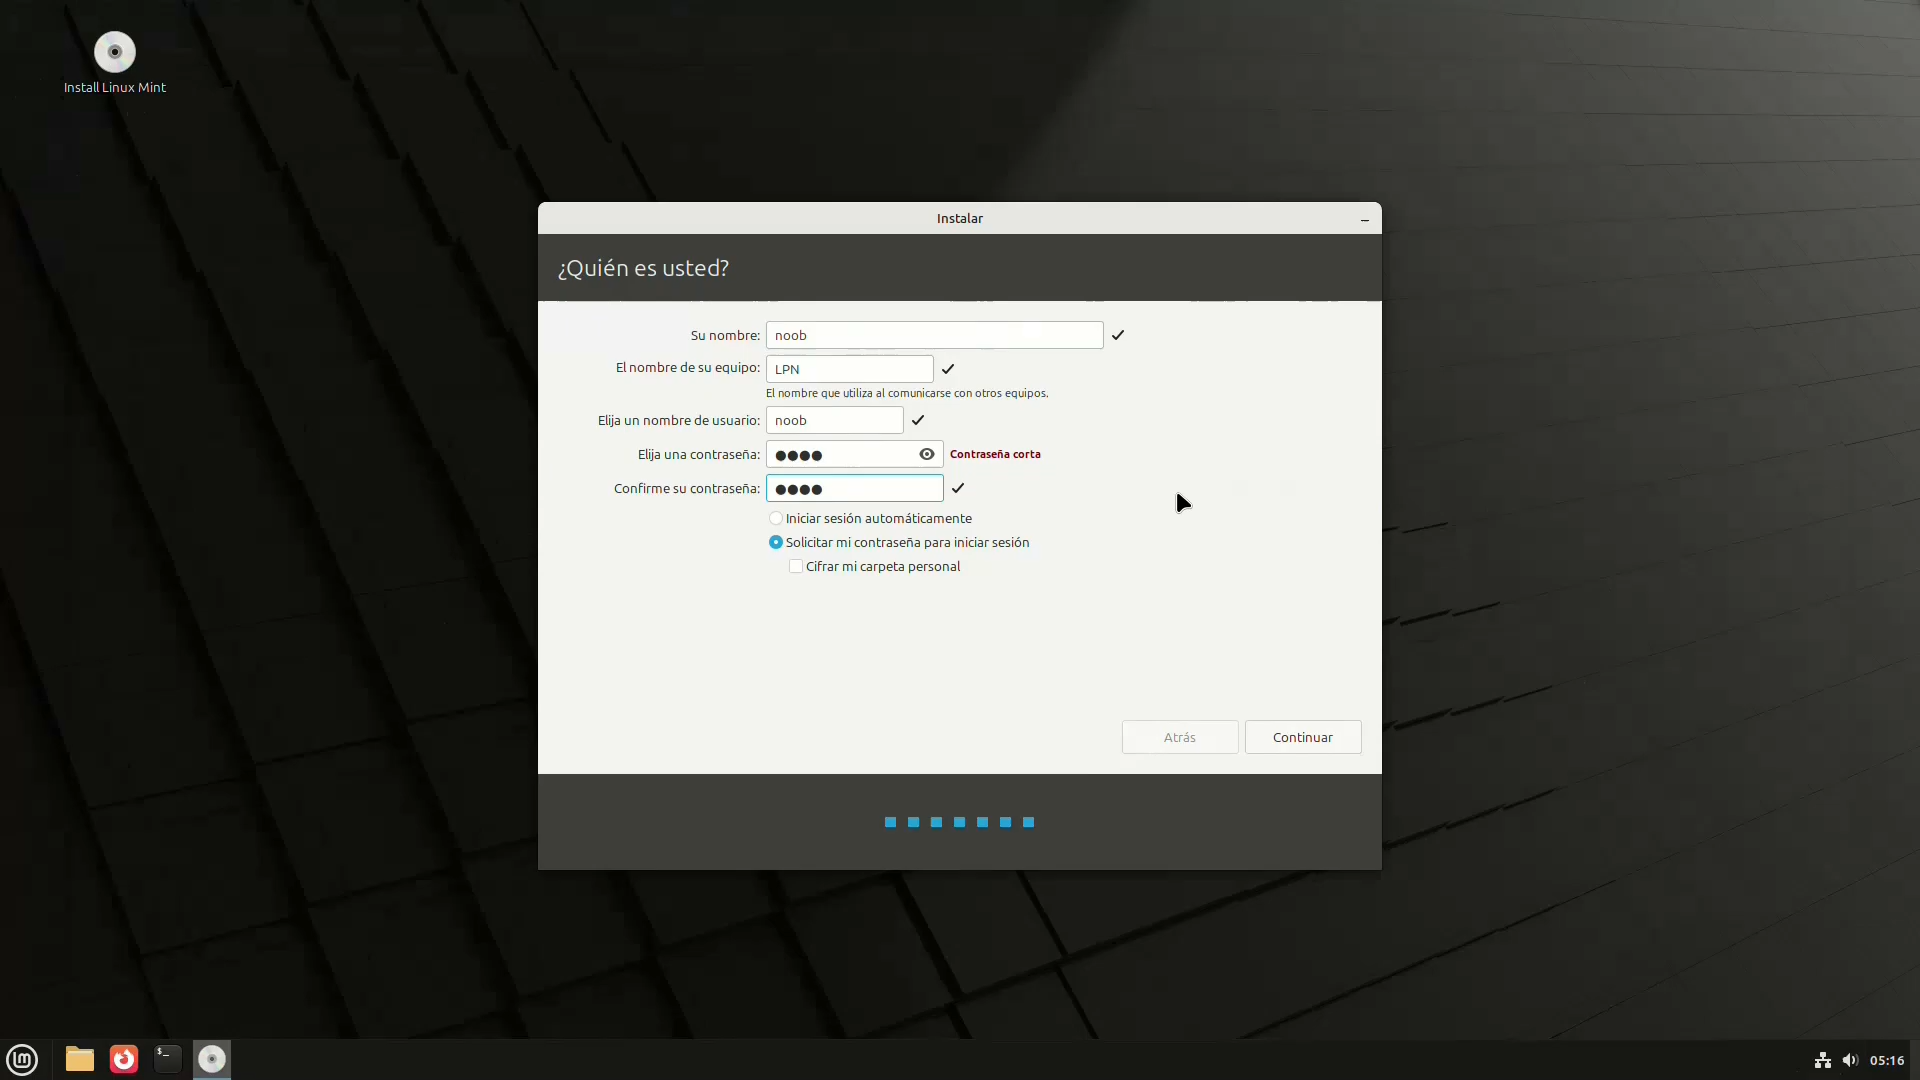 Install Linux Mint
Instalar
¿Quién es usted?
Su nombre: noob
El nombre de su equipo: LPN
El nombre que utiliza al comunicarse con otros equipos.
Elija un nombre de usuario: noob
Elija una contraseña: ●●●● Contraseña corta
Confirme su contraseña: ●●●●
Iniciar sesión automáticamente
Solicitar mi contraseña para iniciar sesión
Cifrar mi carpeta personal
Atrás Continuar
$_
lm
05:16